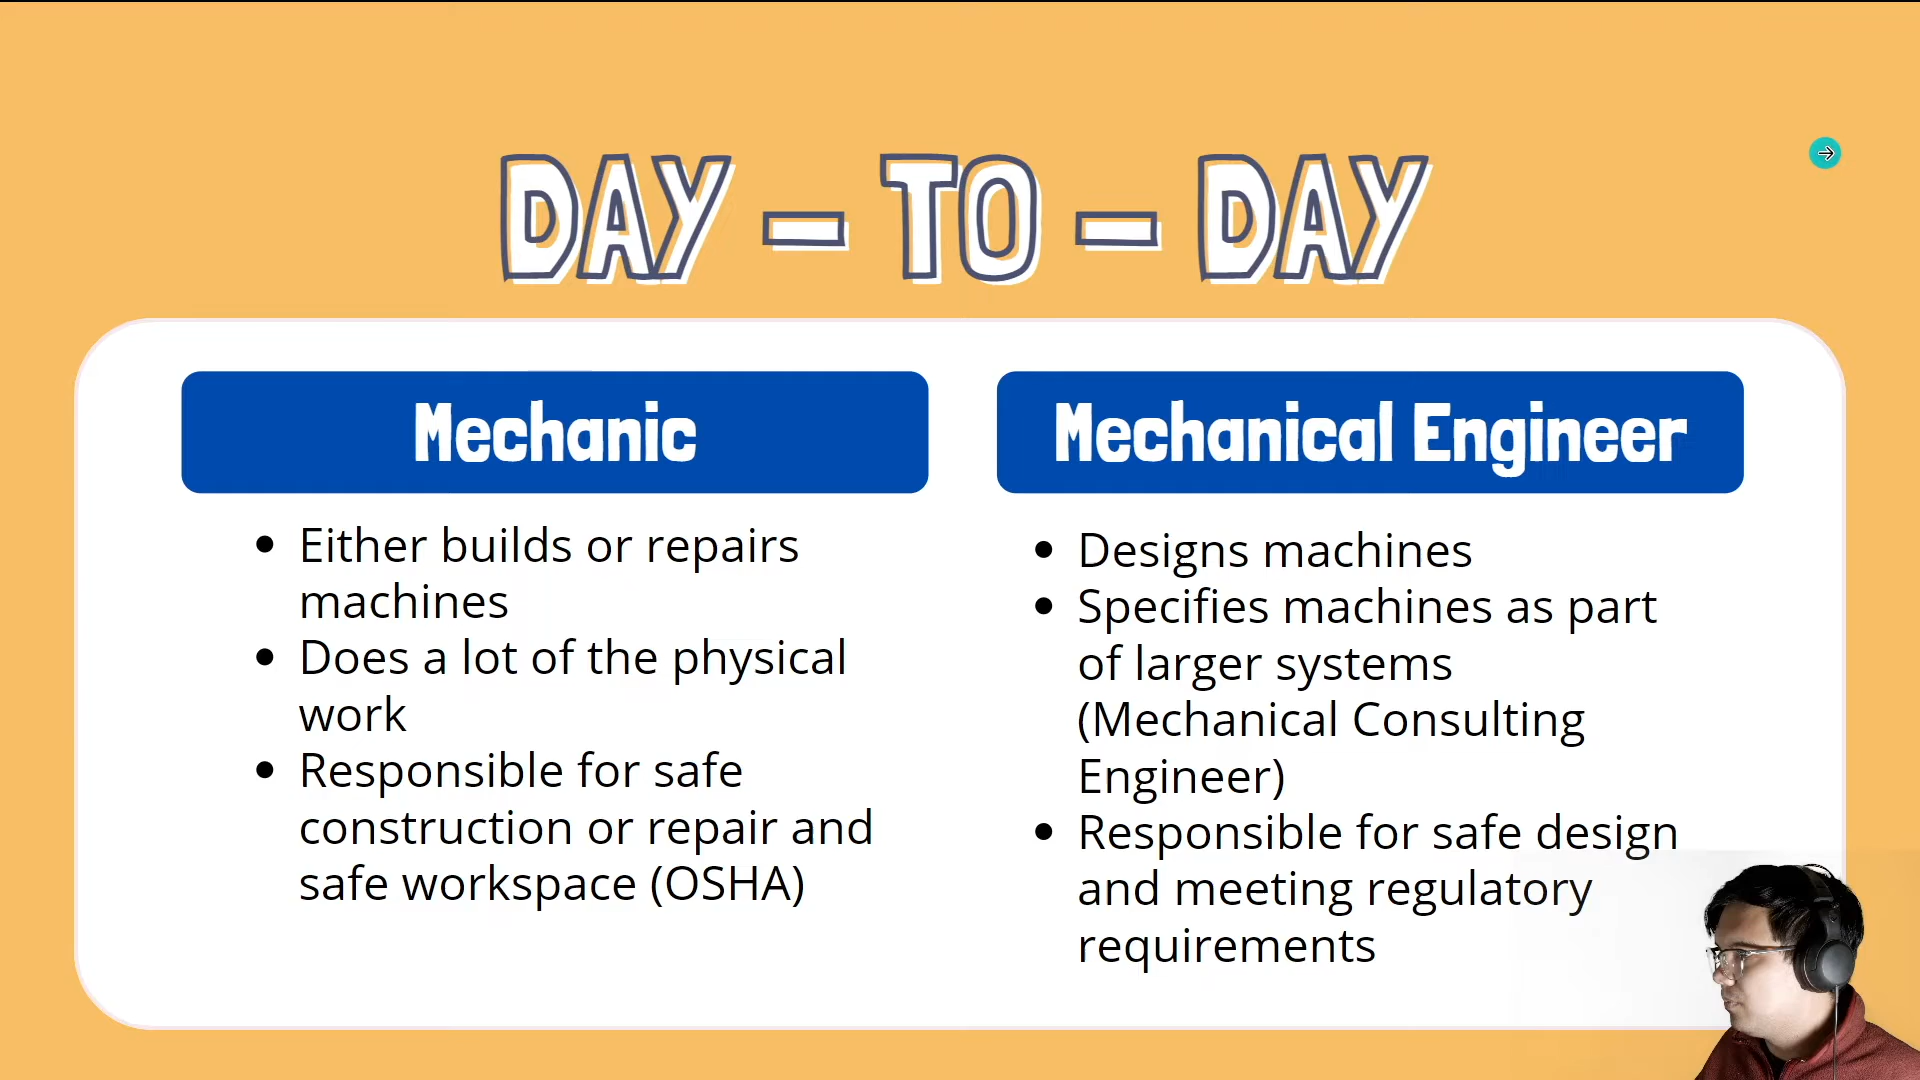 DAY – TO – DAY
Mechanic
• Either builds or repairs
machines
• Does a lot of the physical
work
• Responsible for safe
construction or repair and
safe workspace (OSHA)
Mechanical Engineer
• Designs machines
• Specifies machines as part
of larger systems
(Mechanical Consulting
Engineer)
• Responsible for safe design
and meeting regulatory
requirements